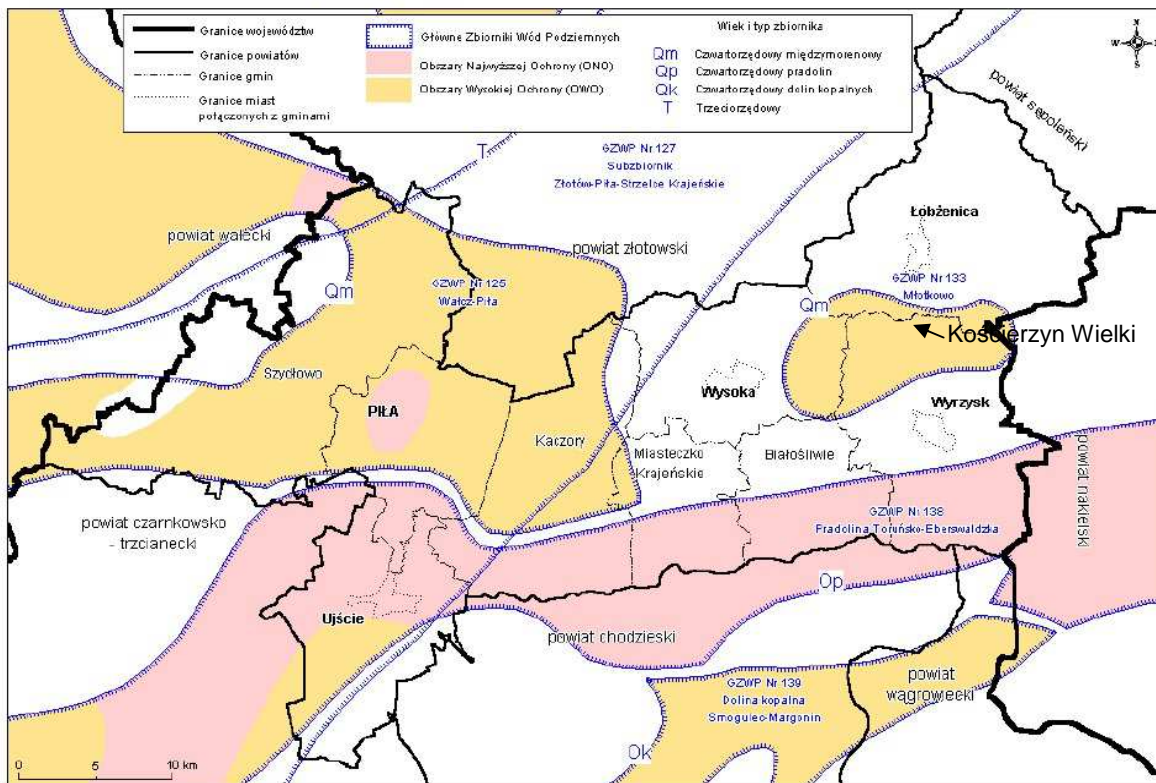 Granice województw
Granice powiatów
Granice gmin
Granice miast
połączonych z gminami
Główne Zbiorniki Wód Podziemnych
Obszary Najwyższej Ochrony (ONO)
Obszary Wysokiej Ochrony (OWO)
Wiek i typ zbiornika
Qm Czwartorzędowy międzymorenowy
Qp Czwartorzędowy pradolin
Qk Czwartorzędowy dolin kopalnych
T Trzeciorzędowy
N
W
E
S
powiat sępoleński
T
GZWP Nr 127
Subzbiornik
Złotów-Piła-Strzelce Krajeńskie
Łobżenica
powiat wałecki
powiat złotowski
GZWP Nr 125
Wałcz-Piła
Qm
GZWP Nr 133
Młotkowo
Qm
Kościerzyn Wielki
Szydłowo
Wysoka
PIŁA
Wyrzysk
Kaczory
Miasteczko
Krajeńskie
Białośliwie
powiat nakielski
powiat czarnkowsko
- trzcianecki
GZWP Nr 138
Pradolina Toruńsko-Eberswaldzka
Qp
Ujście
powiat chodzieski
powiat
wągrowiecki
GZWP Nr 139
Dolina kopalna
Smogulec-Margonin
Qk
0 5 10 km